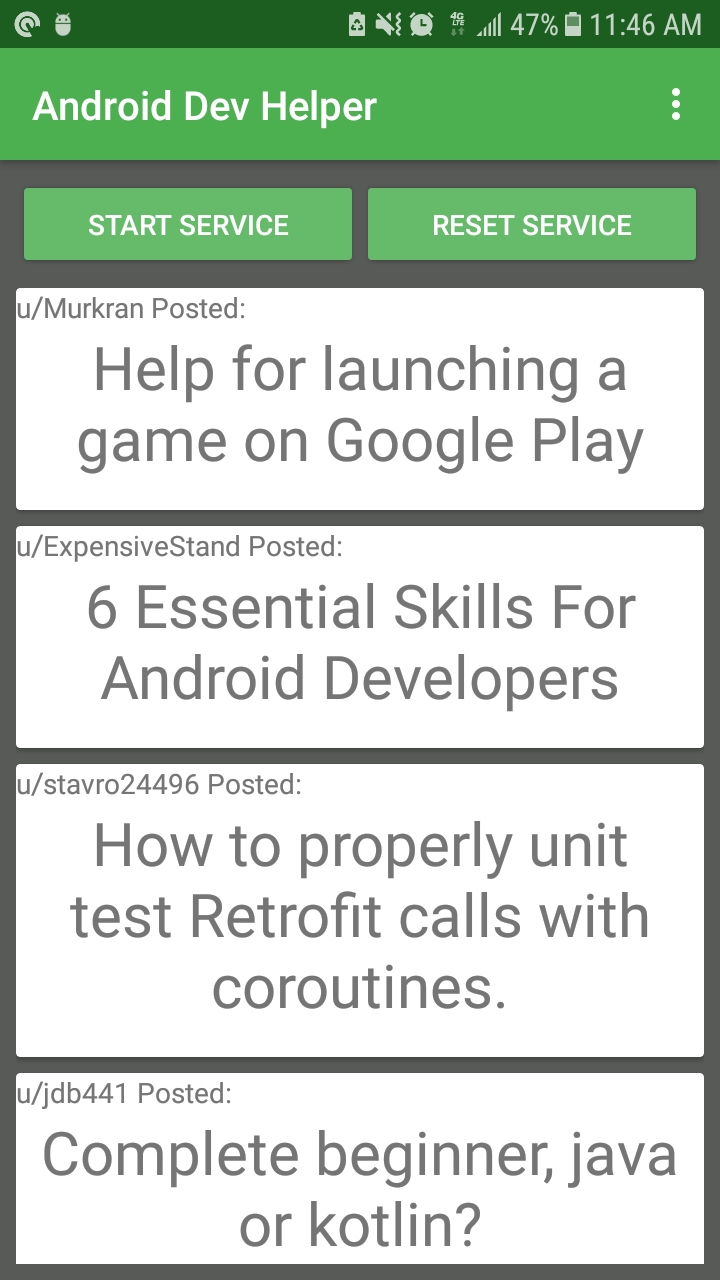 4G
LTE
47%
11:46 AM
Android Dev Helper
START SERVICE
RESET SERVICE
u/Murkran Posted:
Help for launching a
game on Google Play
u/ExpensiveStand Posted:
6 Essential Skills For
Android Developers
u/stavro24496 Posted:
How to properly unit
test Retrofit calls with
coroutines.
u/jdb441 Posted:
Complete beginner, java
or kotlin?